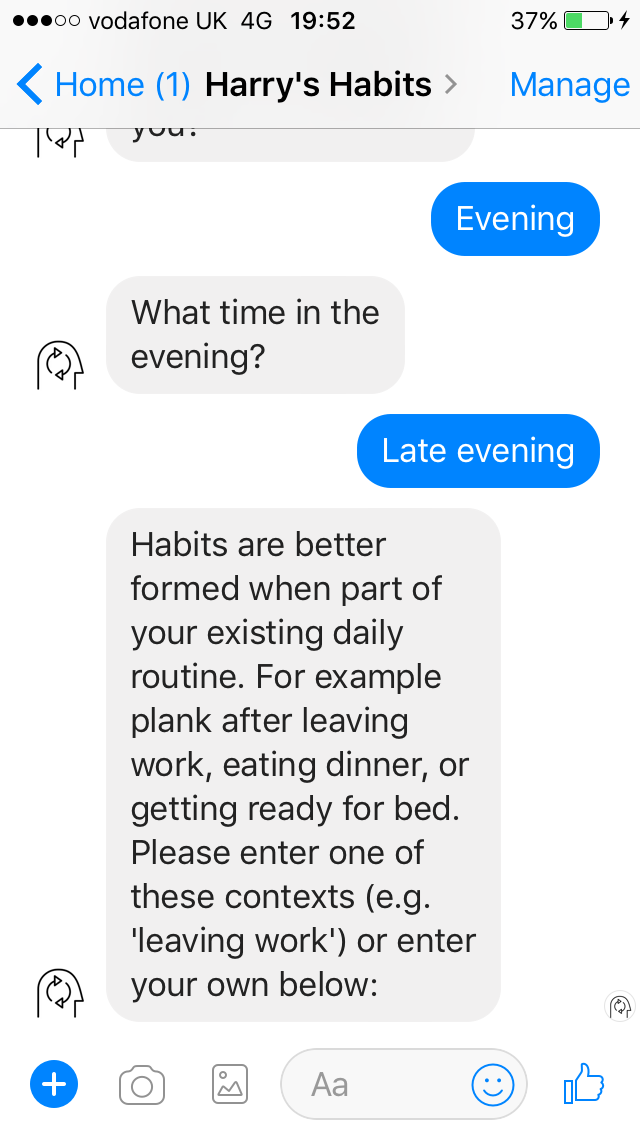 vodafone UK 4G 19:52 37%
Home (1) Harry's Habits Manage
you?
Evening
What time in the
evening?
Late evening
Habits are better
formed when part of
your existing daily
routine. For example
plank after leaving
work, eating dinner, or
getting ready for bed.
Please enter one of
these contexts (e.g.
'leaving work') or enter
your own below:
Aa